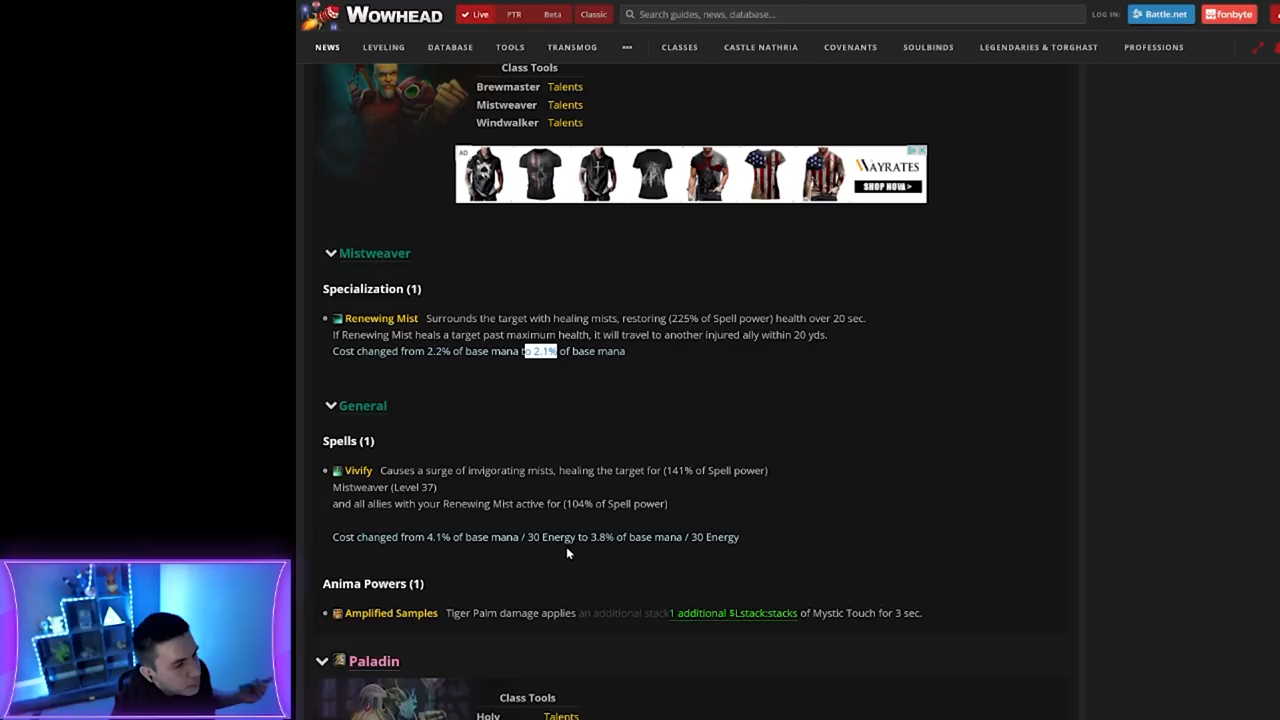 WOWHEAD
Live
PTR
Beta
Classic
Search guides, news, database...
LOG IN:
Battle.net
fanbyte
NEWS
LEVELING
DATABASE
TOOLS
TRANSMOG
•••
CLASSES
CASTLE NATHRIA
COVENANTS
SOULBINDS
LEGENDARIES & TORGHAST
PROFESSIONS
Class Tools
Brewmaster Talents
Mistweaver Talents
Windwalker Talents
AD
WAYRATES
SHOP NOW >
Mistweaver
Specialization (1)
Renewing Mist Surrounds the target with healing mists, restoring (225% of Spell power) health over 20 sec.
If Renewing Mist heals a target past maximum health, it will travel to another injured ally within 20 yds.
Cost changed from 2.2% of base mana to 2.1% of base mana
General
Spells (1)
Vivify Causes a surge of invigorating mists, healing the target for (141% of Spell power)
Mistweaver (Level 37)
and all allies with your Renewing Mist active for (104% of Spell power)
Cost changed from 4.1% of base mana / 30 Energy to 3.8% of base mana / 30 Energy
Anima Powers (1)
Amplified Samples Tiger Palm damage applies an additional stack1 additional $Lstack:stacks of Mystic Touch for 3 sec.
Paladin
Class Tools
Holy Talents